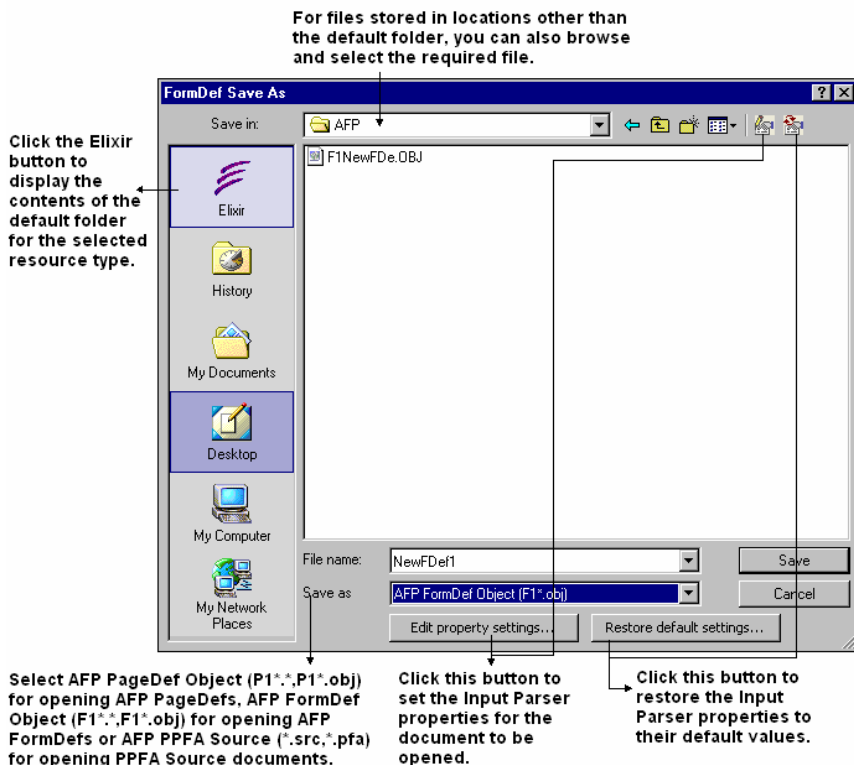 For files stored in locations other than
the default folder, you can also browse
and select the required file.
FormDef Save As
Save in:
AFP
Click the Elixir
button to
display the
contents of the
default folder
for the selected
resource type.
F1NewFDe.OBJ
Elixir
History
My Documents
Desktop
My Computer
My Network
Places
File name:
NewFDef1
Save
Save as
AFP FormDef Object (F1*.obj)
Cancel
Edit property settings...
Restore default settings...
Select AFP PageDef Object (P1*.*,P1*.obj)
for opening AFP PageDefs, AFP FormDef
Object (F1*.*,F1*.obj) for opening AFP
FormDefs or AFP PPFA Source (*.src,*.pfa)
for opening PPFA Source documents.
Click this button to
set the Input Parser
properties for the
document to be
opened.
Click this button to
restore the Input
Parser properties to
their default values.